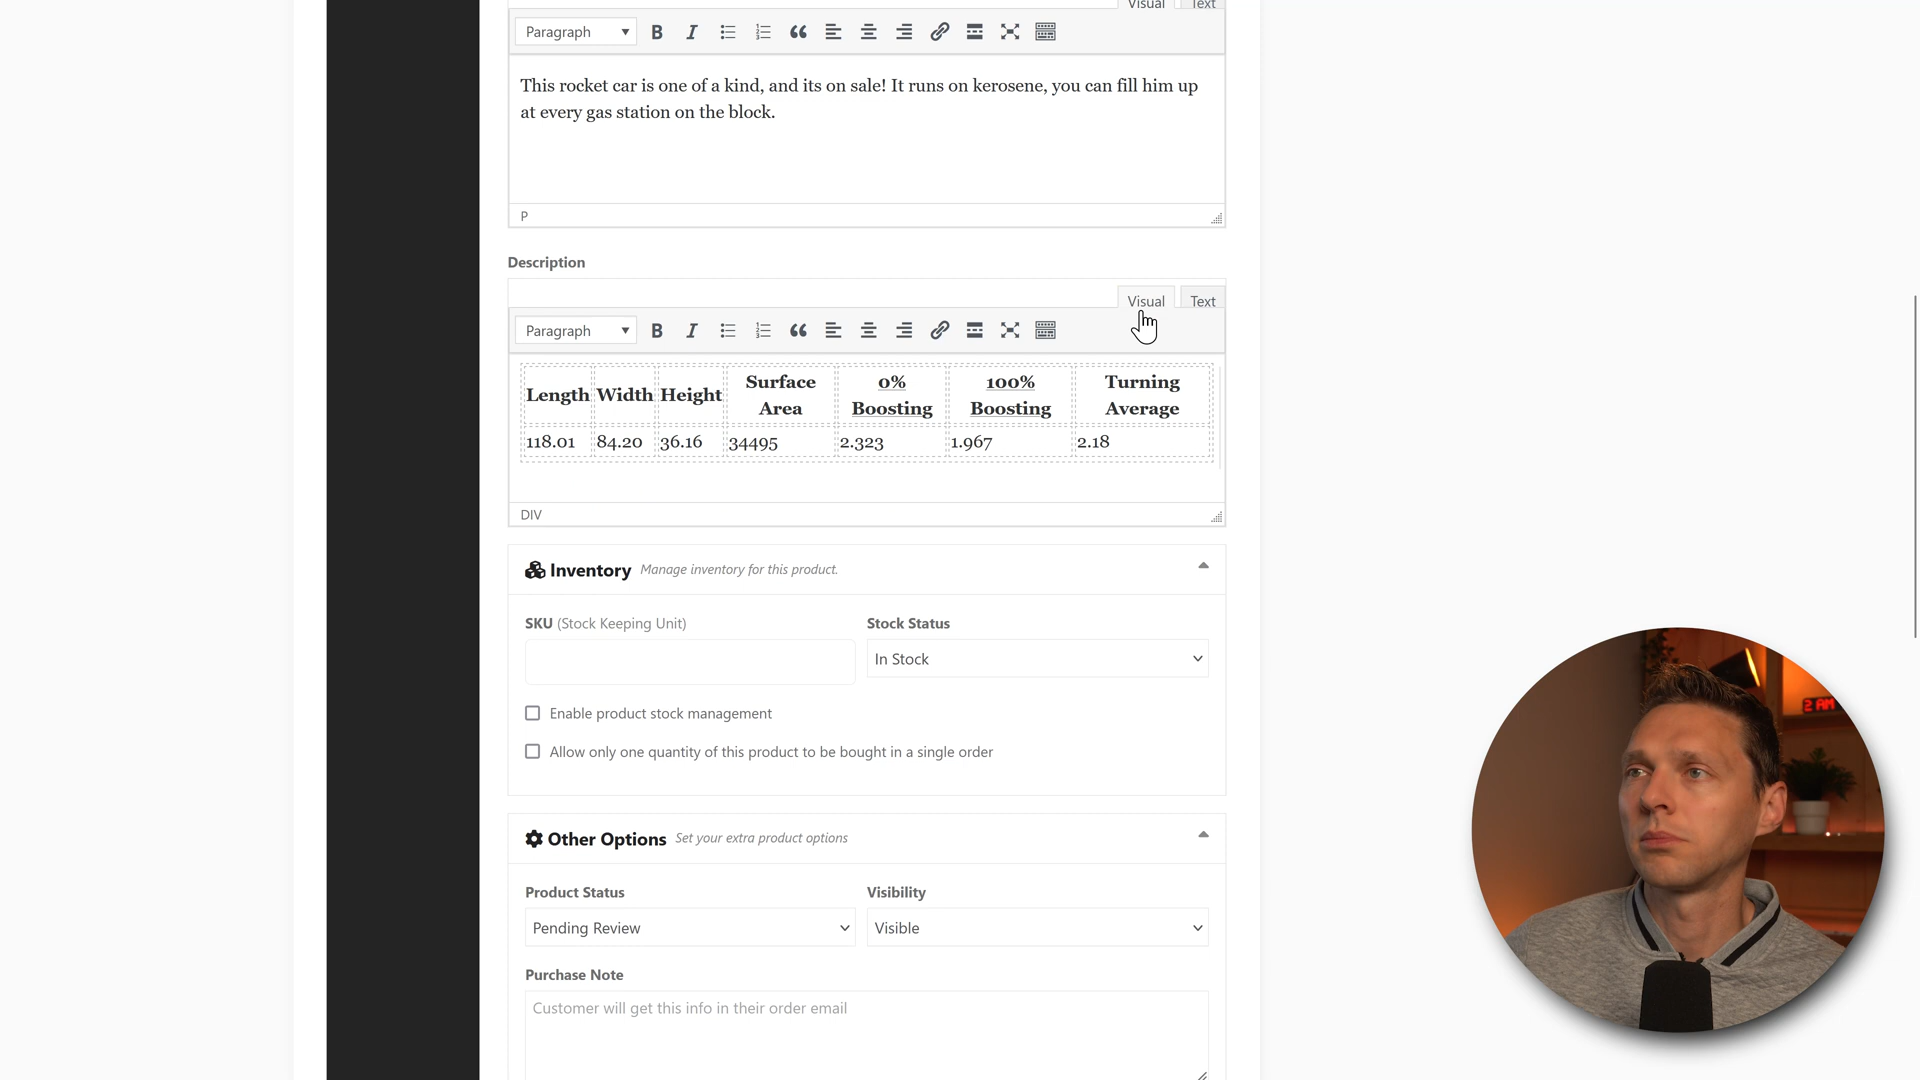 Visual Text
Paragraph
This rocket car is one of a kind, and its on sale! It runs on kerosene, you can fill him up
at every gas station on the block.
P
Description
Visual Text
Paragraph
Length Width Height Surface Area 0% Boosting 100% Boosting Turning Average
118.01 84.20 36.16 34495 2.323 1.967 2.18
DIV
Inventory Manage inventory for this product.
SKU (Stock Keeping Unit) Stock Status
In Stock
Enable product stock management
Allow only one quantity of this product to be bought in a single order
Other Options Set your extra product options
Product Status Visibility
Pending Review Visible
Purchase Note
Customer will get this info in their order email
2 AM